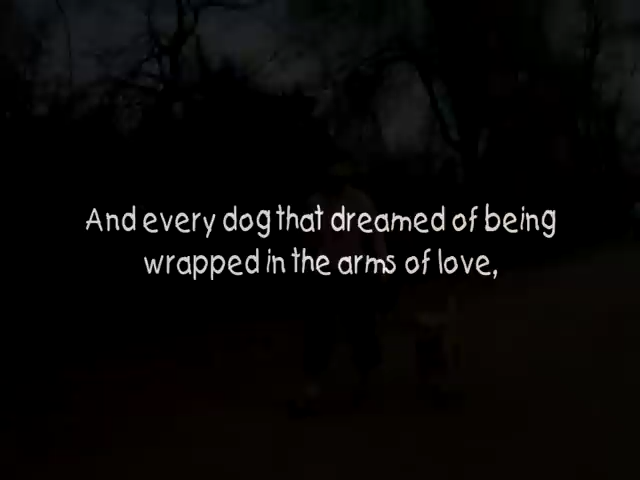 And every dog that dreamed of being
wrapped in the arms of love,